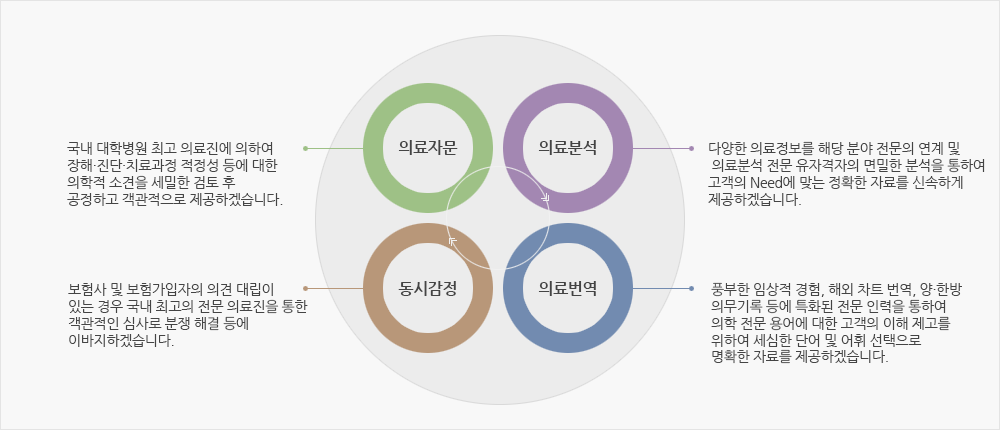 의료자문
국내 대학병원 최고 의료진에 의하여
장해·진단·치료과정 적정성 등에 대한
의학적 소견을 세밀한 검토 후
공정하고 객관적으로 제공하겠습니다.
의료분석
다양한 의료정보를 해당 분야 전문의 연계 및
의료분석 전문 유자격자의 면밀한 분석을 통하여
고객의 Need에 맞는 정확한 자료를 신속하게
제공하겠습니다.
동시감정
보험사 및 보험가입자의 의견 대립이
있는 경우 국내 최고의 전문 의료진을 통한
객관적인 심사로 분쟁 해결 등에
이바지하겠습니다.
의료번역
풍부한 임상적 경험, 해외 차트 번역, 양·한방
의무기록 등에 특화된 전문 인력을 통하여
의학 전문 용어에 대한 고객의 이해 제고를
위하여 세심한 단어 및 어휘 선택으로
명확한 자료를 제공하겠습니다.